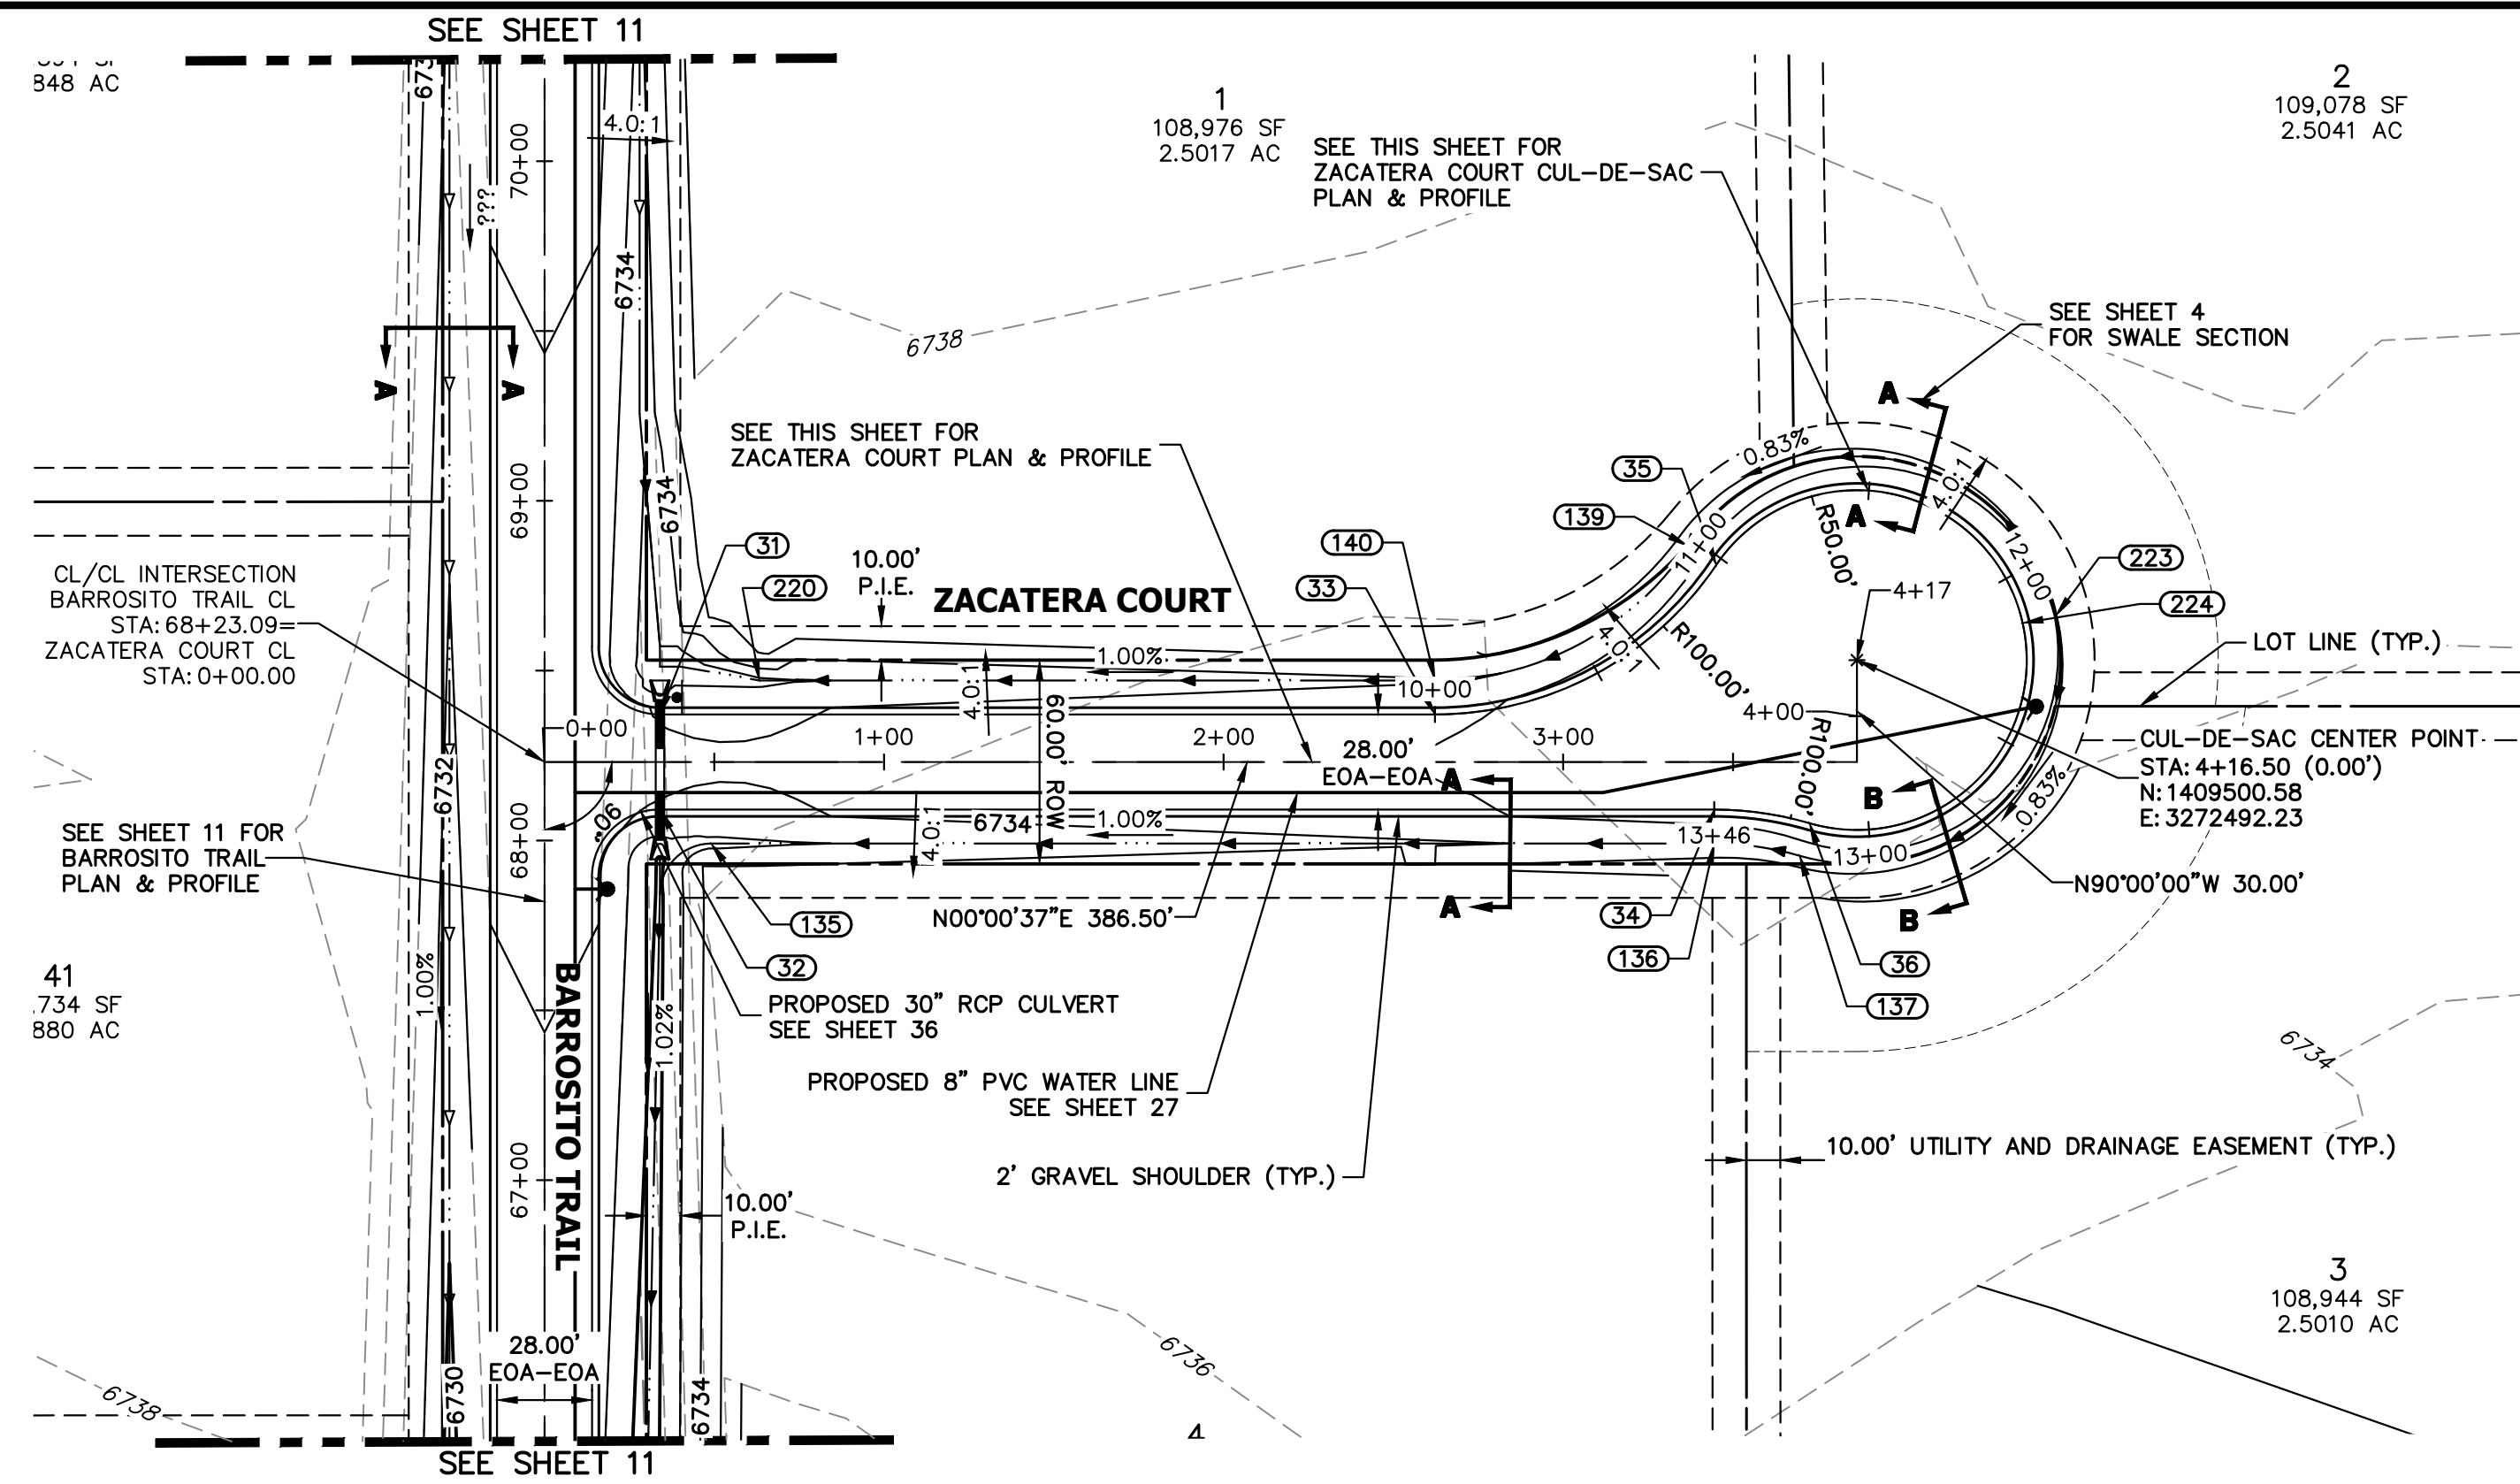 SEE SHEET 11
848 AC
673
4.0:1
70+00
???
6734
1
108,976 SF
2.5017 AC
SEE THIS SHEET FOR
ZACATERA COURT CUL-DE-SAC
PLAN & PROFILE
2
109,078 SF
2.5041 AC
SEE SHEET 4
FOR SWALE SECTION
6738
A
A
A
A
SEE THIS SHEET FOR
ZACATERA COURT PLAN & PROFILE
0.83%
4.0:1
35
139
140
33
11+00
R50.00'
12+00
223
224
4+17
69+00
6734
31
220
10.00'
P.I.E.
ZACATERA COURT
CL/CL INTERSECTION
BARROSITO TRAIL CL
STA: 68+23.09=
ZACATERA COURT CL
STA: 0+00.00
1.00%
4.0:1
10+00
4.0:1
R100.00'
LOT LINE (TYP.)
60.00' ROW
0+00
1+00
2+00
3+00
4+00
28.00'
EOA-EOA
A
A
R100.00'
CUL-DE-SAC CENTER POINT
STA: 4+16.50 (0.00')
N: 1409500.58
E: 3272492.23
6732
90°
68+00
4.0:1
6734
1.00%
13+46
13+00
B
B
0.83%
N90°00'00"W 30.00'
SEE SHEET 11 FOR
BARROSITO TRAIL
PLAN & PROFILE
N00°00'37"E 386.50'
135
32
34
136
36
137
41
,734 SF
880 AC
1.00%
1.02%
BARROSITO TRAIL
PROPOSED 30" RCP CULVERT
SEE SHEET 36
PROPOSED 8" PVC WATER LINE
SEE SHEET 27
2' GRAVEL SHOULDER (TYP.)
10.00' UTILITY AND DRAINAGE EASEMENT (TYP.)
6734
67+00
10.00'
P.I.E.
3
108,944 SF
2.5010 AC
28.00'
EOA-EOA
6736
6738
6730
6734
4
SEE SHEET 11